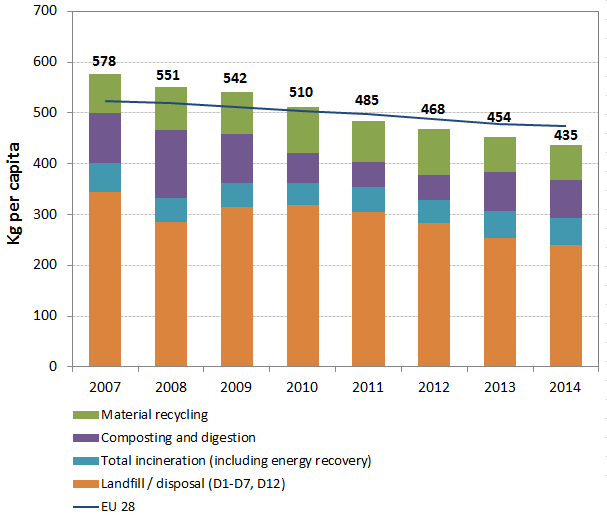 700
600
500
400
300
200
100
0
Kg per capita
578
551
542
510
485
468
454
435
2007 2008 2009 2010 2011 2012 2013 2014
Material recycling
Composting and digestion
Total incineration (including energy recovery)
Landfill / disposal (D1-D7, D12)
EU 28